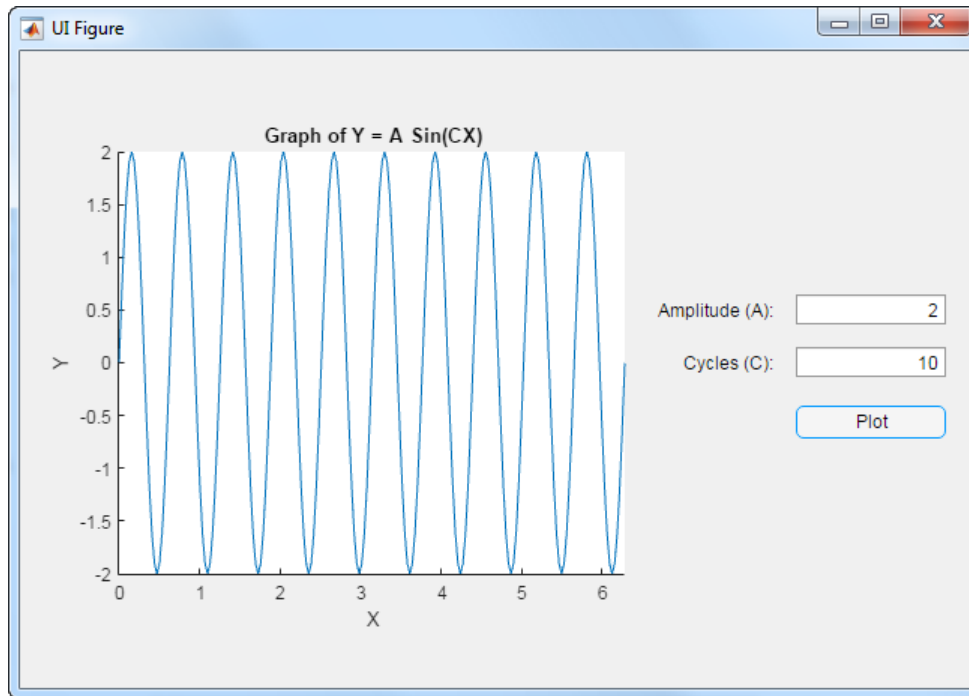 UI Figure
Graph of Y = A Sin(CX)
2
1.5
1
0.5
0
-0.5
-1
-1.5
-2
Y
0 1 2 3 4 5 6
X
Amplitude (A): 2
Cycles (C): 10
Plot